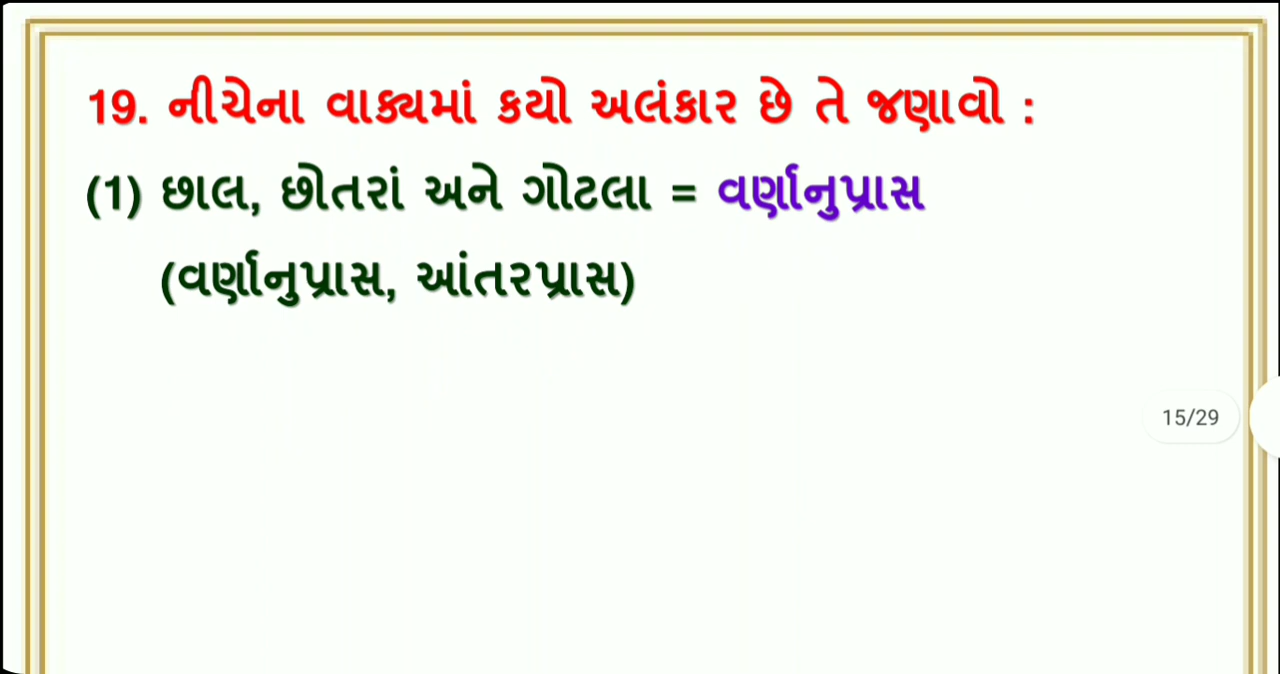 19. નીચેના વાક્યમાં કયો અલંકાર છે તે જણાવો :
(1) છાલ, છોતરાં અને ગોટલા = વર્ણાનુપ્રાસ
(વર્ણાનુપ્રાસ, આંતરપ્રાસ)
15/29